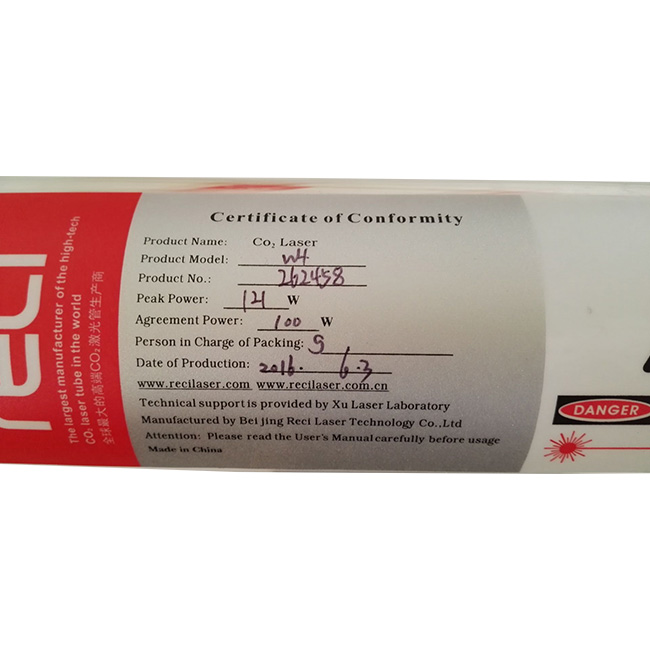 reci
The largest manufacturer of the high-tech
CO₂ laser tube in the world
全球最大的高端CO₂激光管生产商
Certificate of Conformity
Product Name: Co₂ Laser
Product Model: W4
Product No.: 262458
Peak Power: 121 W
Agreement Power: 100 W
Person in Charge of Packing: 9
Date of Production: 2016. 6.3
www.recilaser.com www.recilaser.com.cn
Technical support is provided by Xu Laser Laboratory
Manufactured by Bei jing Reci Laser Technology Co.,Ltd
Attention: Please read the User's Manual carefully before usage
Made in China
DANGER